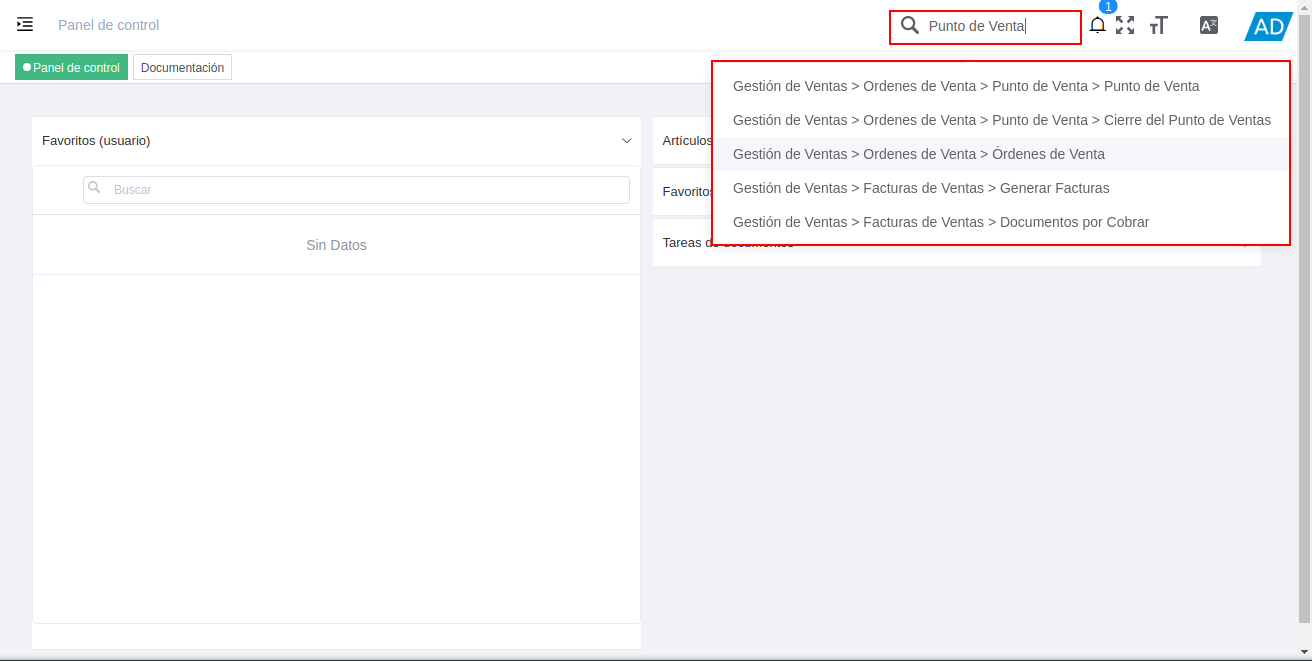 Panel de control
Punto de Venta
1
A
AD
Panel de control
Documentación
Gestión de Ventas > Ordenes de Venta > Punto de Venta > Punto de Venta
Gestión de Ventas > Ordenes de Venta > Punto de Venta > Cierre del Punto de Ventas
Gestión de Ventas > Ordenes de Venta > Órdenes de Venta
Gestión de Ventas > Facturas de Ventas > Generar Facturas
Gestión de Ventas > Facturas de Ventas > Documentos por Cobrar
Favoritos (usuario)
Buscar
Sin Datos
Artículos
Favoritos
Tareas de documentos